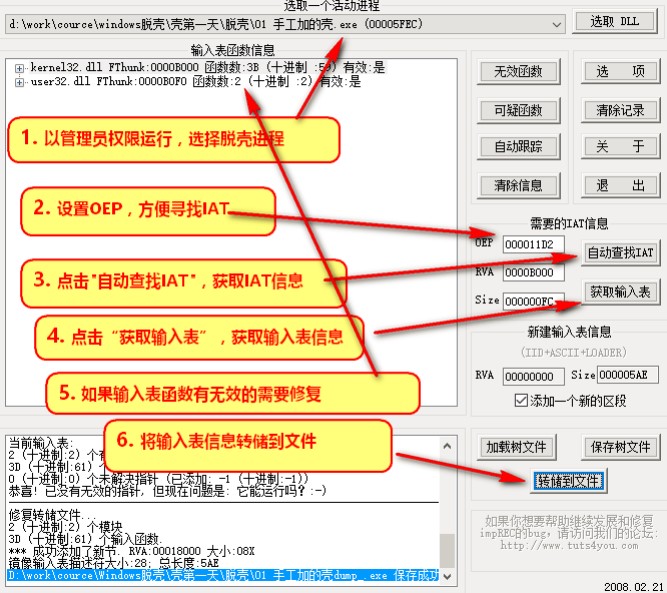 选取一个活动进程
d:\work\cource\windows脱壳\壳第一天\脱壳\01 手工加的壳.exe (00005FEC)
选取 DLL
输入表函数信息
kernel32.dll FThunk:0000B000 函数数:3B (十进制 :59) 有效:是
user32.dll FThunk:0000B0F0 函数数:2 (十进制 :2) 有效:是
无效函数
选 项
可疑函数
清除记录
自动跟踪
关 于
清除信息
退 出
1. 以管理员权限运行，选择脱壳进程
2. 设置OEP，方便寻找IAT
3. 点击"自动查找IAT"，获取IAT信息
4. 点击“获取输入表”，获取输入表信息
5. 如果输入表函数有无效的需要修复
6. 将输入表信息转储到文件
需要的IAT信息
OEP 000011D2
自动查找IAT
RVA 0000B000
Size 000000FC
获取输入表
新建输入表信息
(IID+ASCII+LOADER)
RVA 00000000 Size 000005AE
添加一个新的区段
加载树文件
保存树文件
转储到文件
当前输入表:
2 (十进制:2) 个有
3D (十进制:61) 个
0 (十进制:0) 个未解决指针 (已添加: -1 (十进制:-1))
恭喜! 已没有无效的指针, 但现在问题是: 它能运行吗? :-)
修复转储文件...
2 (十进制:2) 个模块
3D (十进制:61) 个输入函数.
*** 成功添加了新节. RVA:00018000 大小:08X
镜像输入表描述符大小:28; 总长度:5AE
D:\work\cource\Windows脱壳\壳第一天\脱壳\01 手工加的壳dump_.exe 保存成功
如果你想要帮助继续发展和修复
impREC的bug, 请访问我们的论坛:
http://www.tuts4you.com
2008.02.21